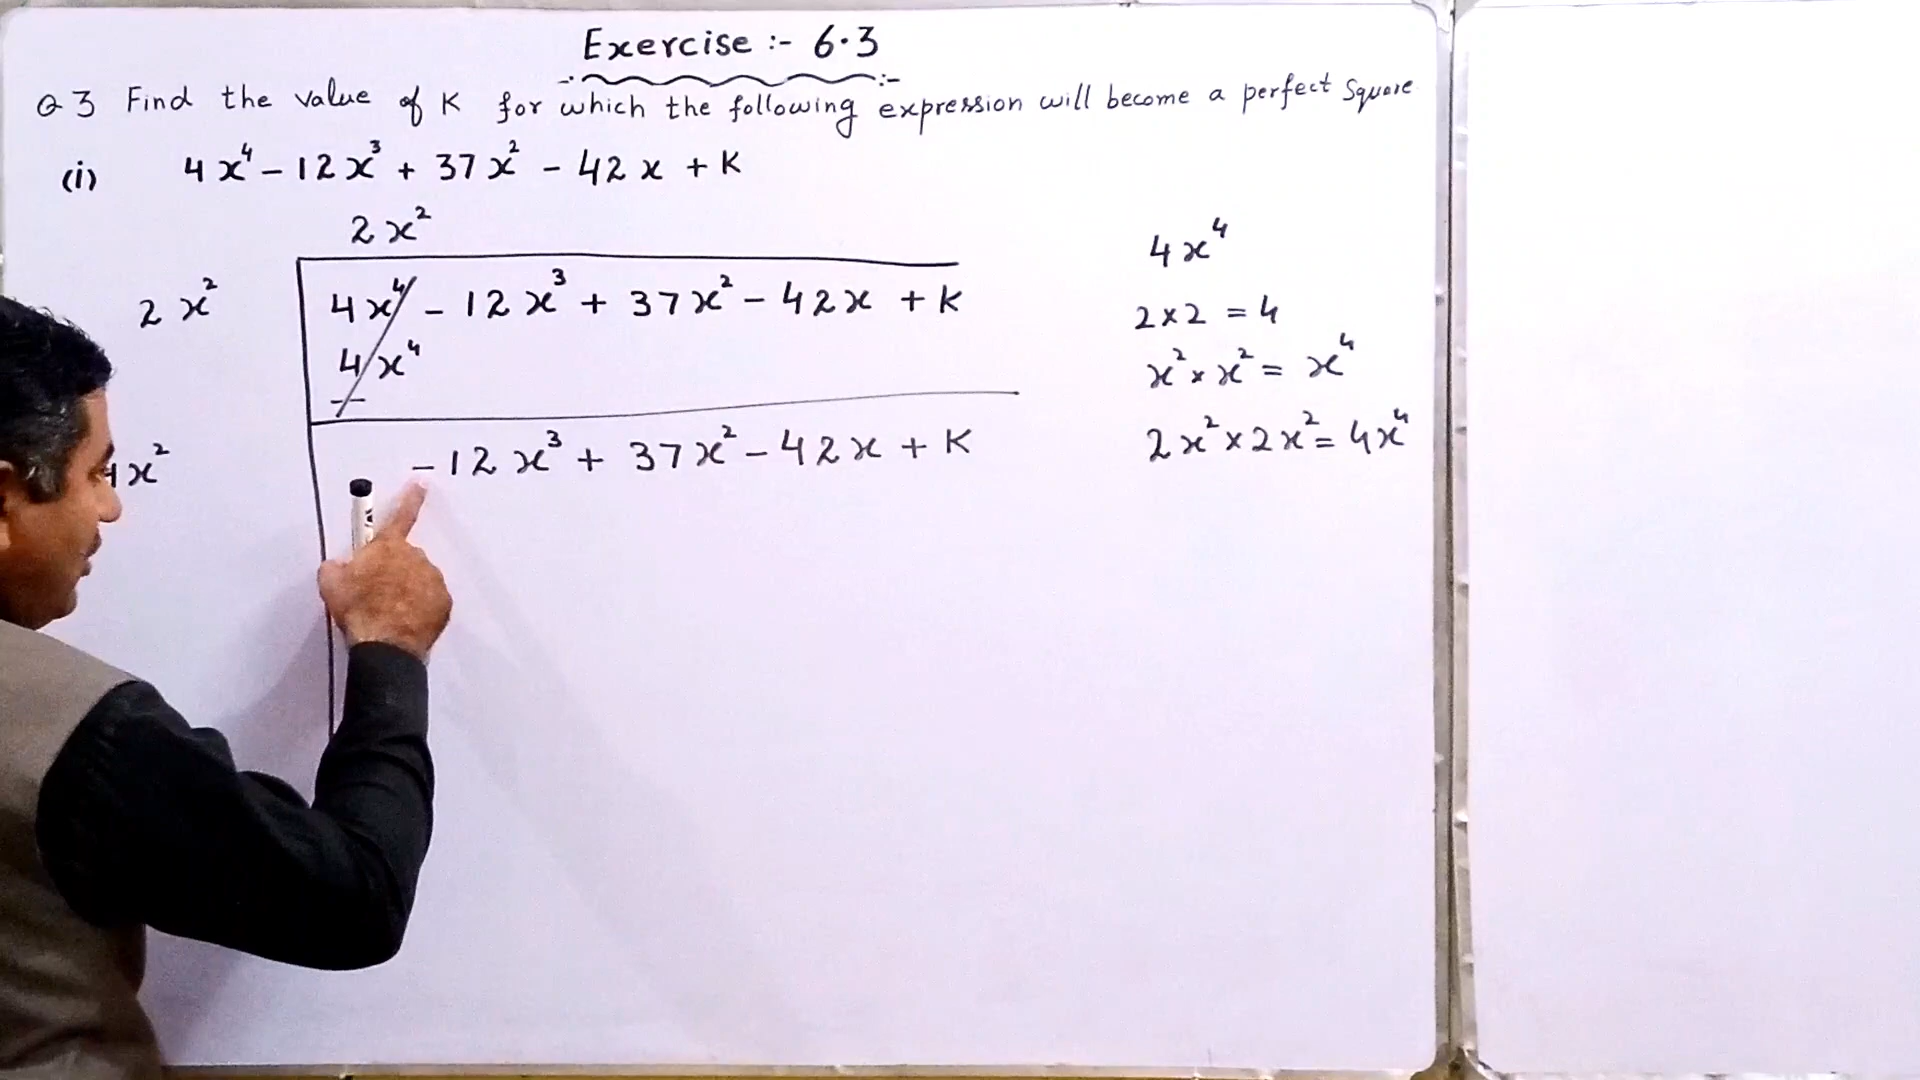 Exercise :- 6.3
Q 3 Find the value of K for which the following expression will become a perfect Square
(i) 4x⁴ - 12x³ + 37x² - 42x + K
2x²
2x² 4x⁴ - 12x³ + 37x² - 42x + K
4x⁴
-
4x² -12x³ + 37x² - 42x + K
4x⁴
2×2 = 4
x² × x² = x⁴
2x² × 2x² = 4x⁴